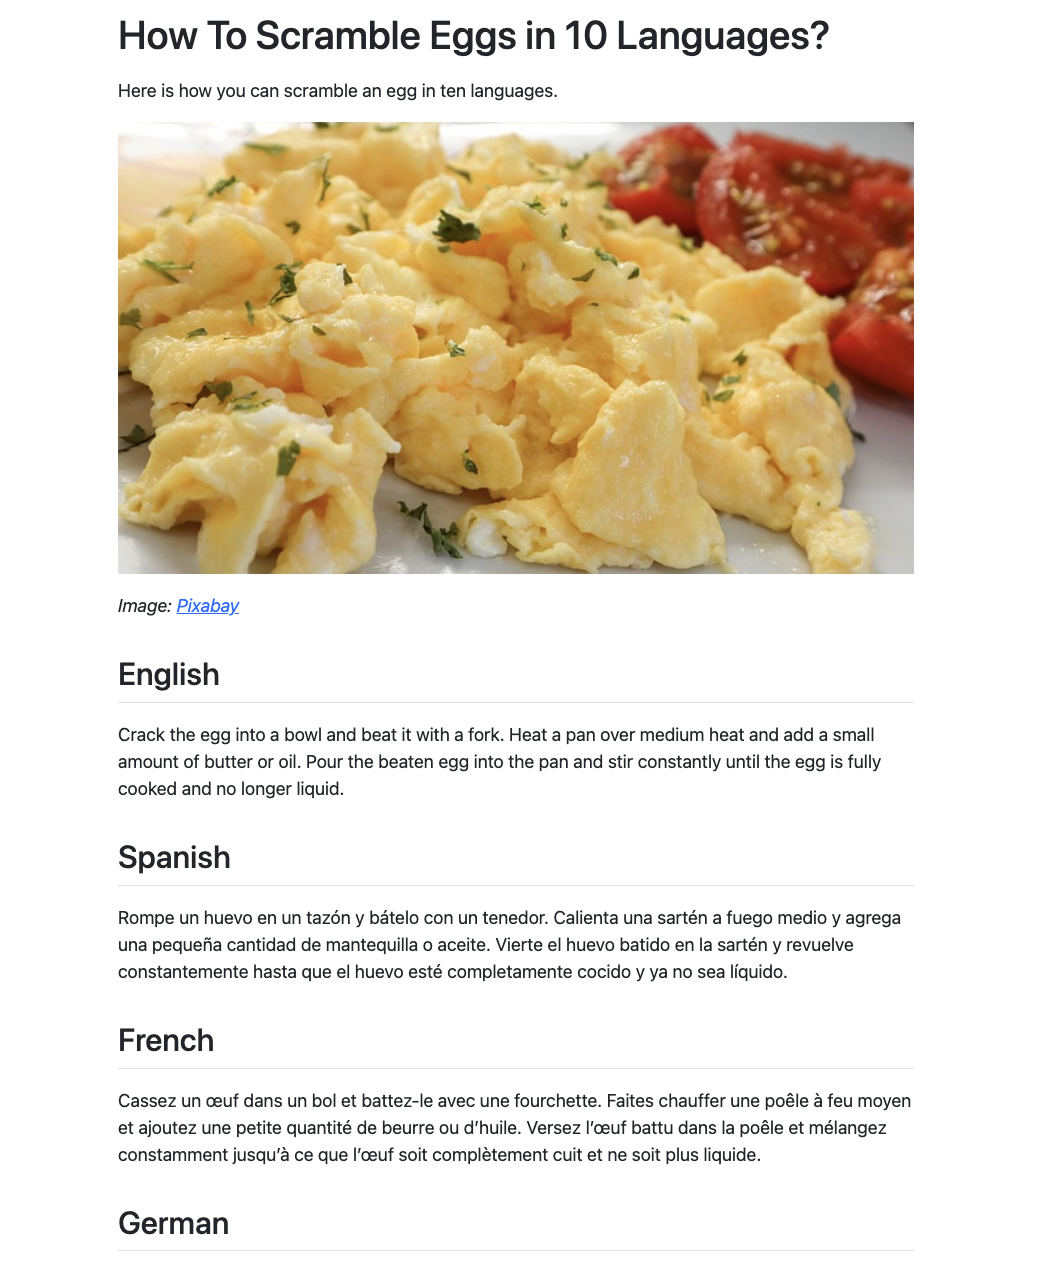 How To Scramble Eggs in 10 Languages?
Here is how you can scramble an egg in ten languages.
Image: Pixabay
English
Crack the egg into a bowl and beat it with a fork. Heat a pan over medium heat and add a small
amount of butter or oil. Pour the beaten egg into the pan and stir constantly until the egg is fully
cooked and no longer liquid.
Spanish
Rompe un huevo en un tazón y bátelo con un tenedor. Calienta una sartén a fuego medio y agrega
una pequeña cantidad de mantequilla o aceite. Vierte el huevo batido en la sartén y revuelve
constantemente hasta que el huevo esté completamente cocido y ya no sea líquido.
French
Cassez un œuf dans un bol et battez-le avec une fourchette. Faites chauffer une poêle à feu moyen
et ajoutez une petite quantité de beurre ou d’huile. Versez l’œuf battu dans la poêle et mélangez
constamment jusqu’à ce que l’œuf soit complètement cuit et ne soit plus liquide.
German